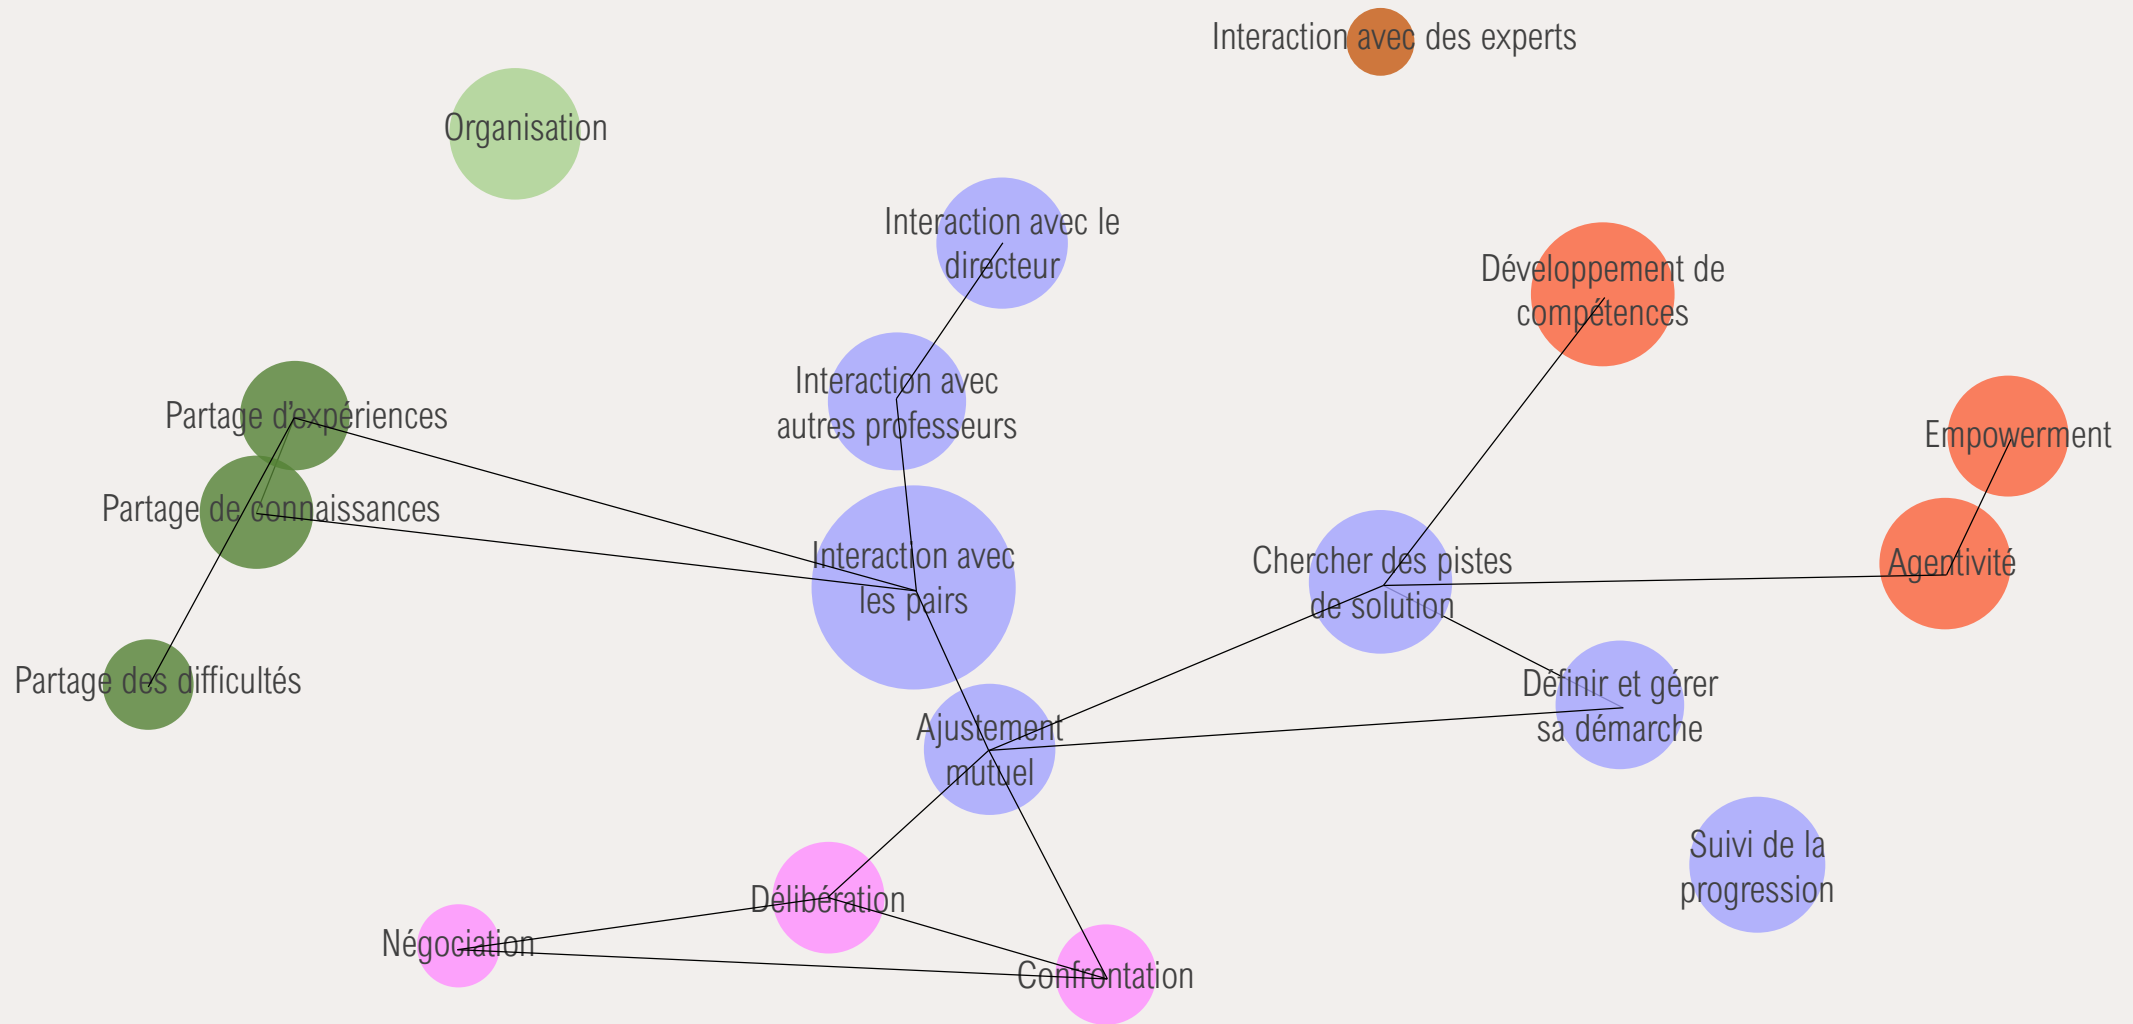 Interaction avec des experts
Organisation
Interaction avec le
directeur
Développement de
compétences
Interaction avec
autres professeurs
Partage d’expériences
Empowerment
Partage de connaissances
Interaction avec
les pairs
Chercher des pistes
de solution
Agentivité
Partage des difficultés
Définir et gérer
sa démarche
Ajustement
mutuel
Suivi de la
progression
Délibération
Négociation
Confrontation